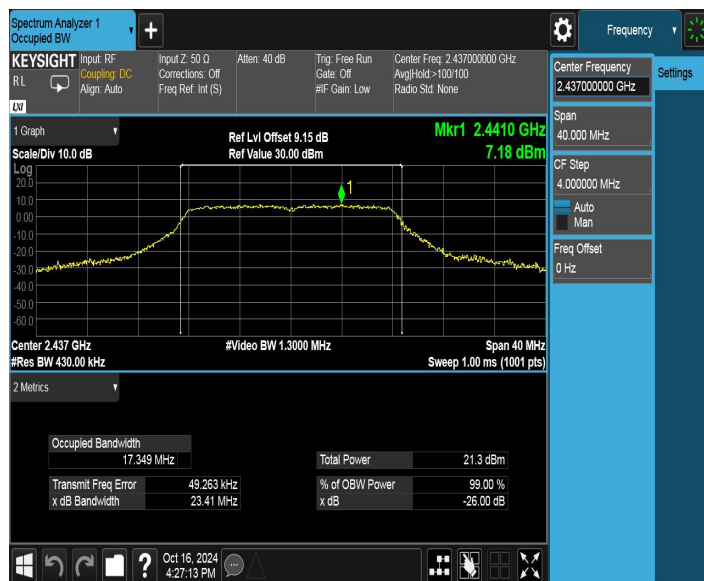 Spectrum Analyzer 1
Occupied BW
+
Frequency
KEYSIGHT
RL
LXI
Input: RF
Coupling: DC
Align: Auto
Input Z: 50 Ω
Corrections: Off
Freq Ref: Int (S)
Atten: 40 dB
Trig: Free Run
Gate: Off
#IF Gain: Low
Center Freq: 2.437000000 GHz
Avg|Hold:>100/100
Radio Std: None
Center Frequency
2.437000000 GHz
Settings
Span
40.000 MHz
CF Step
4.000000 MHz
Auto
Man
Freq Offset
0 Hz
1 Graph
Scale/Div 10.0 dB
Ref Lvl Offset 9.15 dB
Ref Value 30.00 dBm
Mkr1 2.4410 GHz
7.18 dBm
Log
20.0
10.0
0.00
-10.0
-20.0
-30.0
-40.0
-50.0
-60.0
1
Center 2.437 GHz
#Video BW 1.3000 MHz
Span 40 MHz
#Res BW 430.00 kHz
Sweep 1.00 ms (1001 pts)
2 Metrics
Occupied Bandwidth
17.349 MHz
Total Power 21.3 dBm
Transmit Freq Error 49.263 kHz
% of OBW Power 99.00 %
x dB Bandwidth 23.41 MHz
x dB -26.00 dB
?
Oct 16, 2024
4:27:13 PM